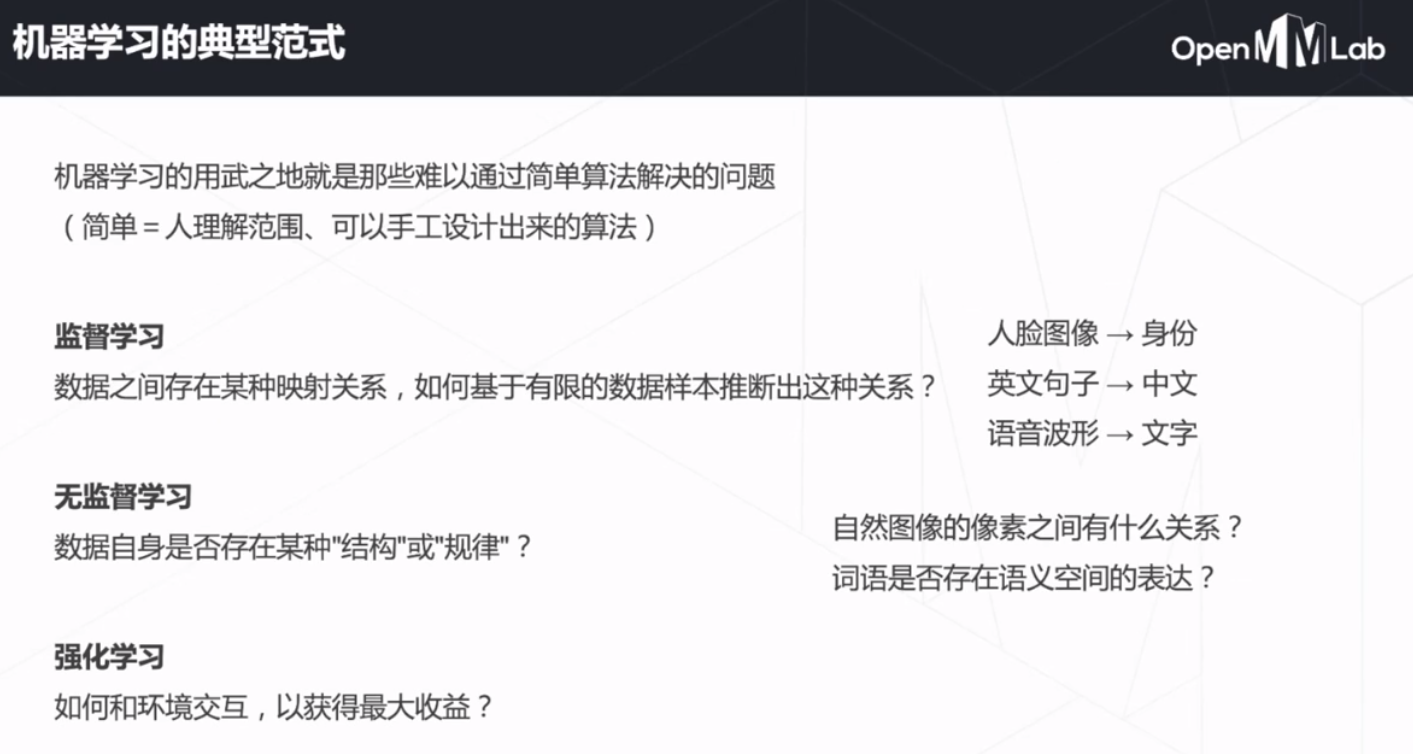 机器学习的典型范式
Open MM Lab
机器学习的用武之地就是那些难以通过简单算法解决的问题
（简单 = 人理解范围、可以手工设计出来的算法）
监督学习
数据之间存在某种映射关系，如何基于有限的数据样本推断出这种关系？
人脸图像 → 身份
英文句子 → 中文
语音波形 → 文字
无监督学习
数据自身是否存在某种"结构"或"规律"？
自然图像的像素之间有什么关系？
词语是否存在语义空间的表达？
强化学习
如何和环境交互，以获得最大收益？